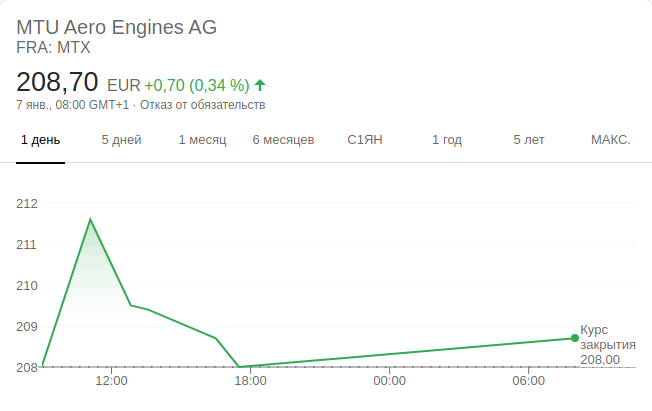 MTU Aero Engines AG
FRA: MTX
208,70 EUR +0,70 (0,34 %)
7 янв., 08:00 GMT+1 · Отказ от обязательств
1 день 5 дней 1 месяц 6 месяцев С1ЯН 1 год 5 лет МАКС.
212
211
210
209
208
Курс
закрытия
208,00
12:00 18:00 00:00 06:00